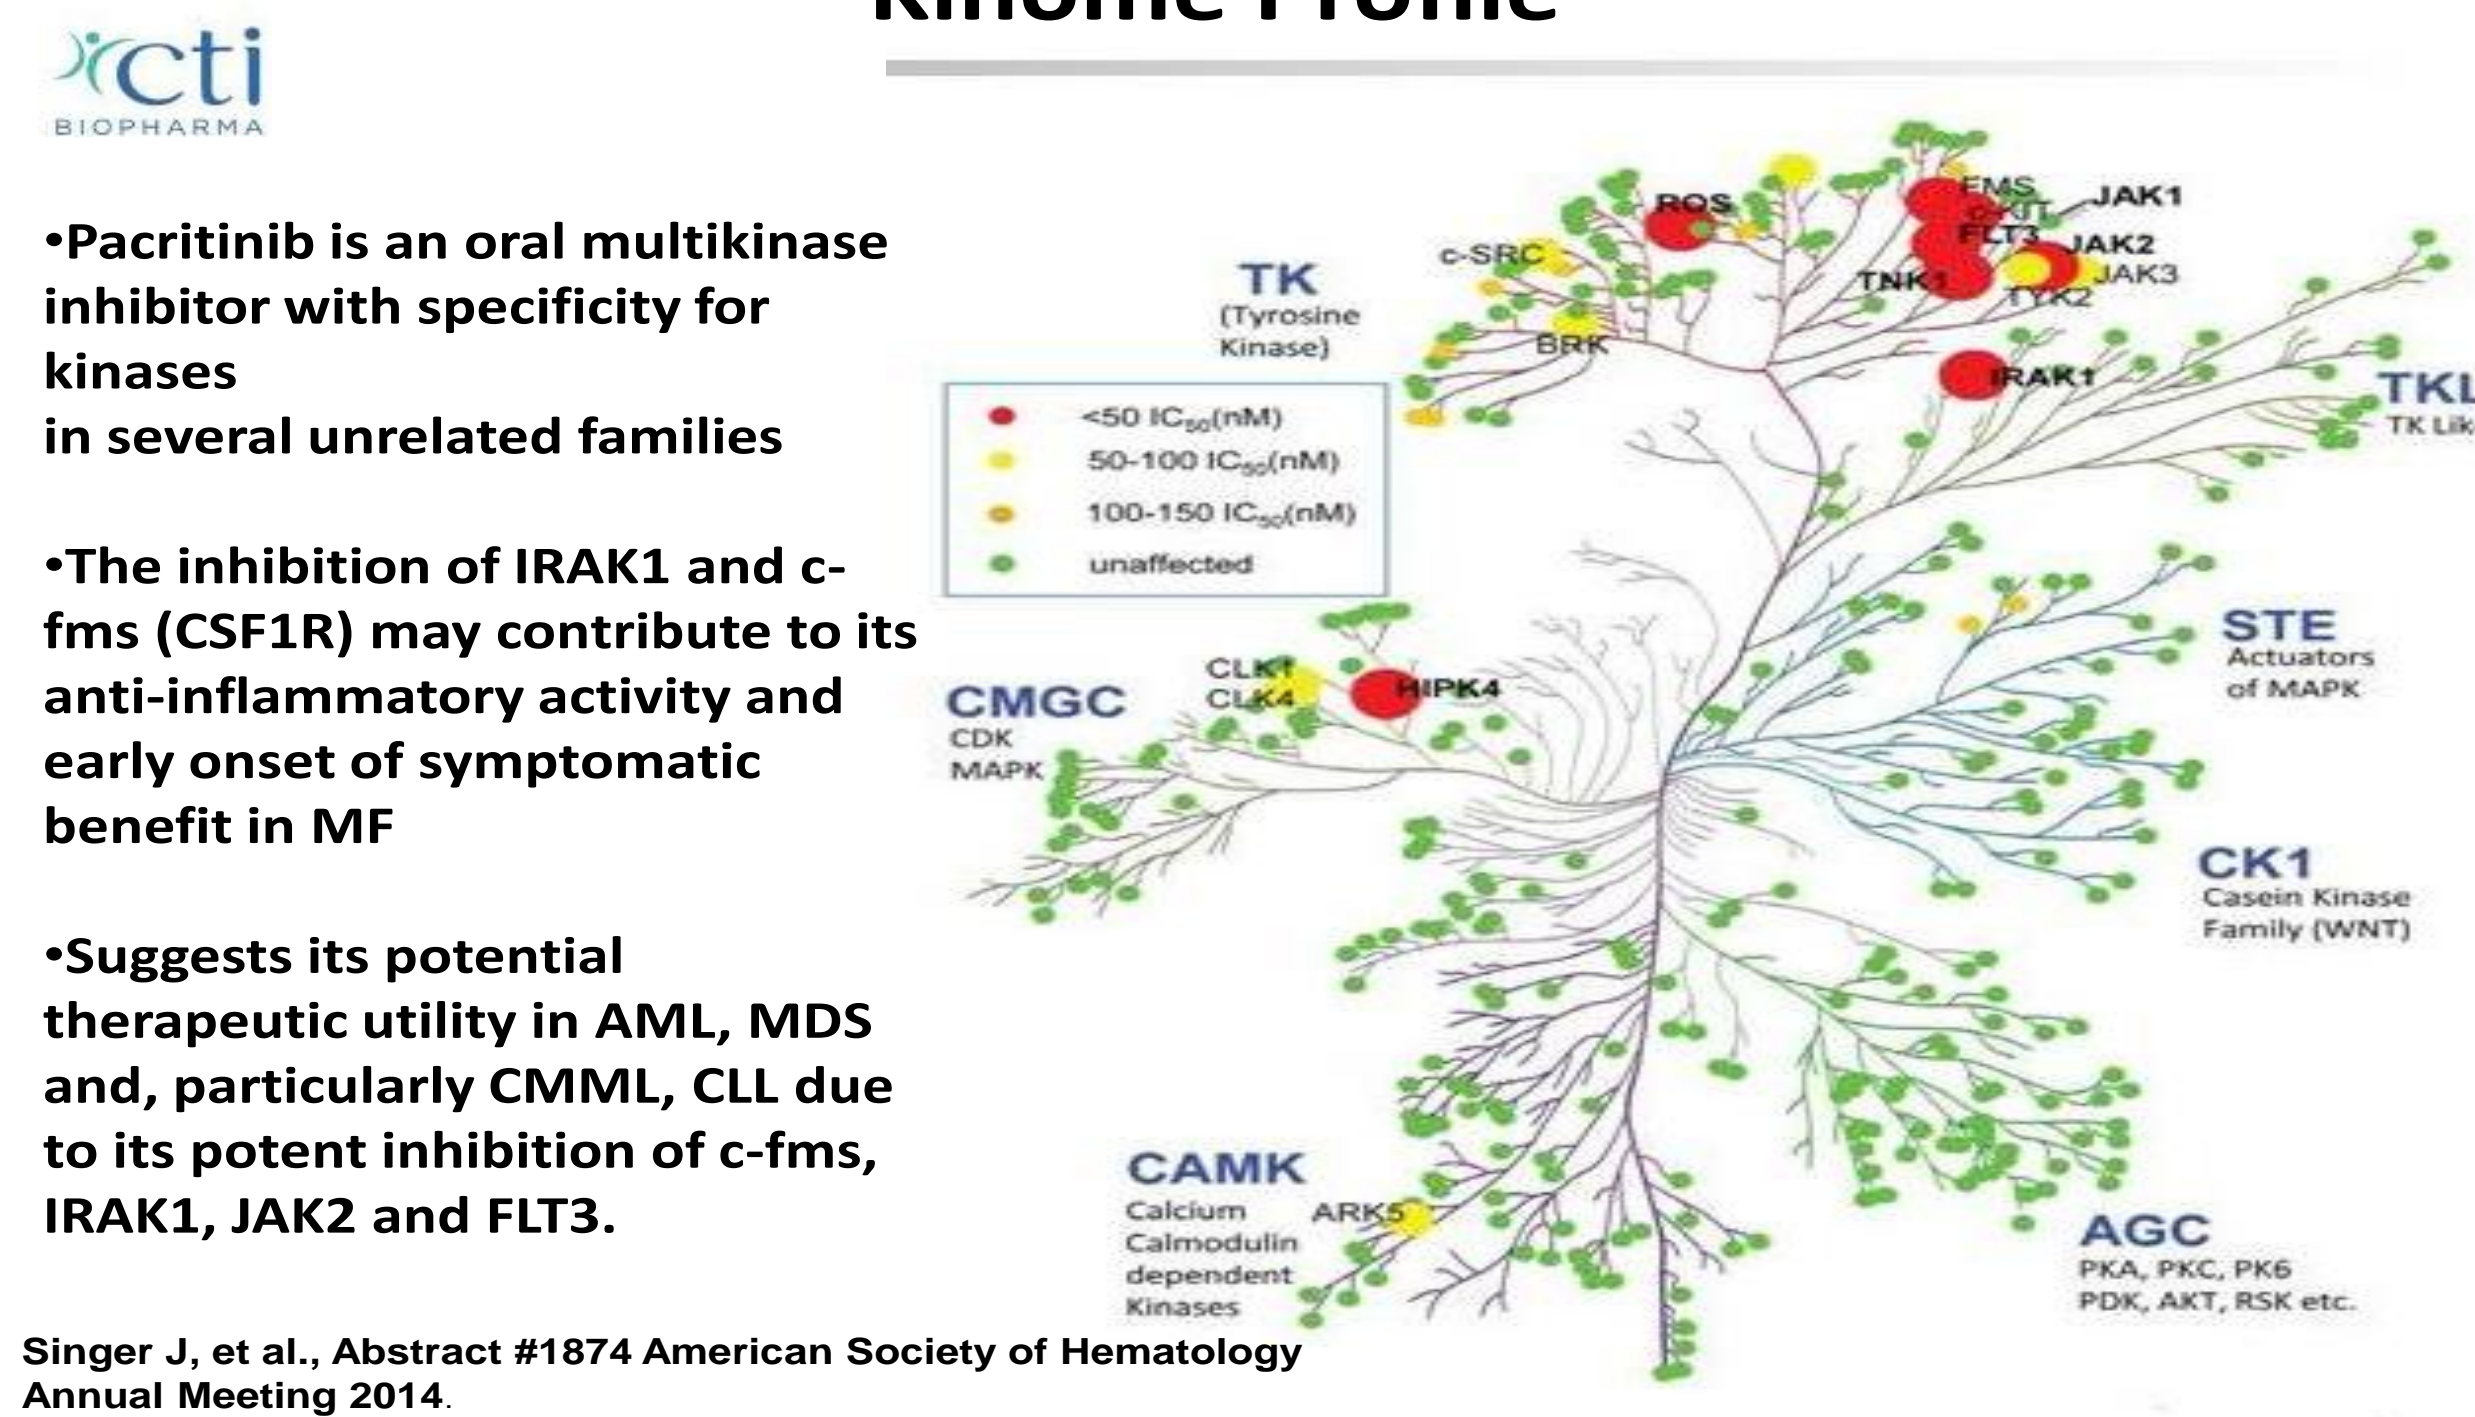 Kinome Profile
cti
BIOPHARMA
•Pacritinib is an oral multikinase
inhibitor with specificity for
kinases
in several unrelated families
•The inhibition of IRAK1 and c-
fms (CSF1R) may contribute to its
anti-inflammatory activity and
early onset of symptomatic
benefit in MF
•Suggests its potential
therapeutic utility in AML, MDS
and, particularly CMML, CLL due
to its potent inhibition of c-fms,
IRAK1, JAK2 and FLT3.
Singer J, et al., Abstract #1874 American Society of Hematology
Annual Meeting 2014.
TK
(Tyrosine
Kinase)
<50 IC50(nM)
50-100 IC50(nM)
100-150 IC50(nM)
unaffected
c-SRC
BRK
ROS
FMS
c-KIT
FLT3
TNK1
JAK1
JAK2
JAK3
TYK2
IRAK1
TKL
TK Lik
STE
Actuators
of MAPK
CMGC
CDK
MAPK
CLK1
CLK4
HIPK4
CK1
Casein Kinase
Family (WNT)
CAMK
Calcium
Calmodulin
dependent
Kinases
ARK5
AGC
PKA, PKC, PK6
PDK, AKT, RSK etc.